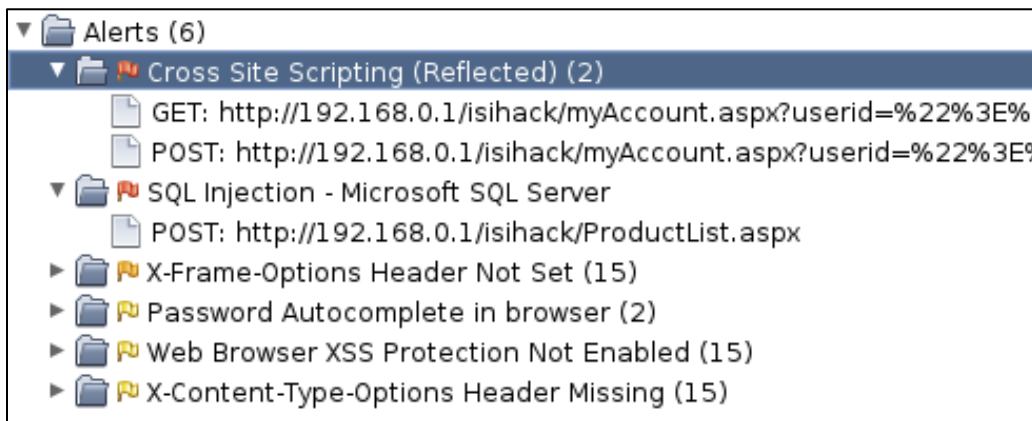 Alerts (6)
Cross Site Scripting (Reflected) (2)
GET: http://192.168.0.1/isihack/myAccount.aspx?userid=%22%3E%
POST: http://192.168.0.1/isihack/myAccount.aspx?userid=%22%3E%
SQL Injection - Microsoft SQL Server
POST: http://192.168.0.1/isihack/ProductList.aspx
X-Frame-Options Header Not Set (15)
Password Autocomplete in browser (2)
Web Browser XSS Protection Not Enabled (15)
X-Content-Type-Options Header Missing (15)